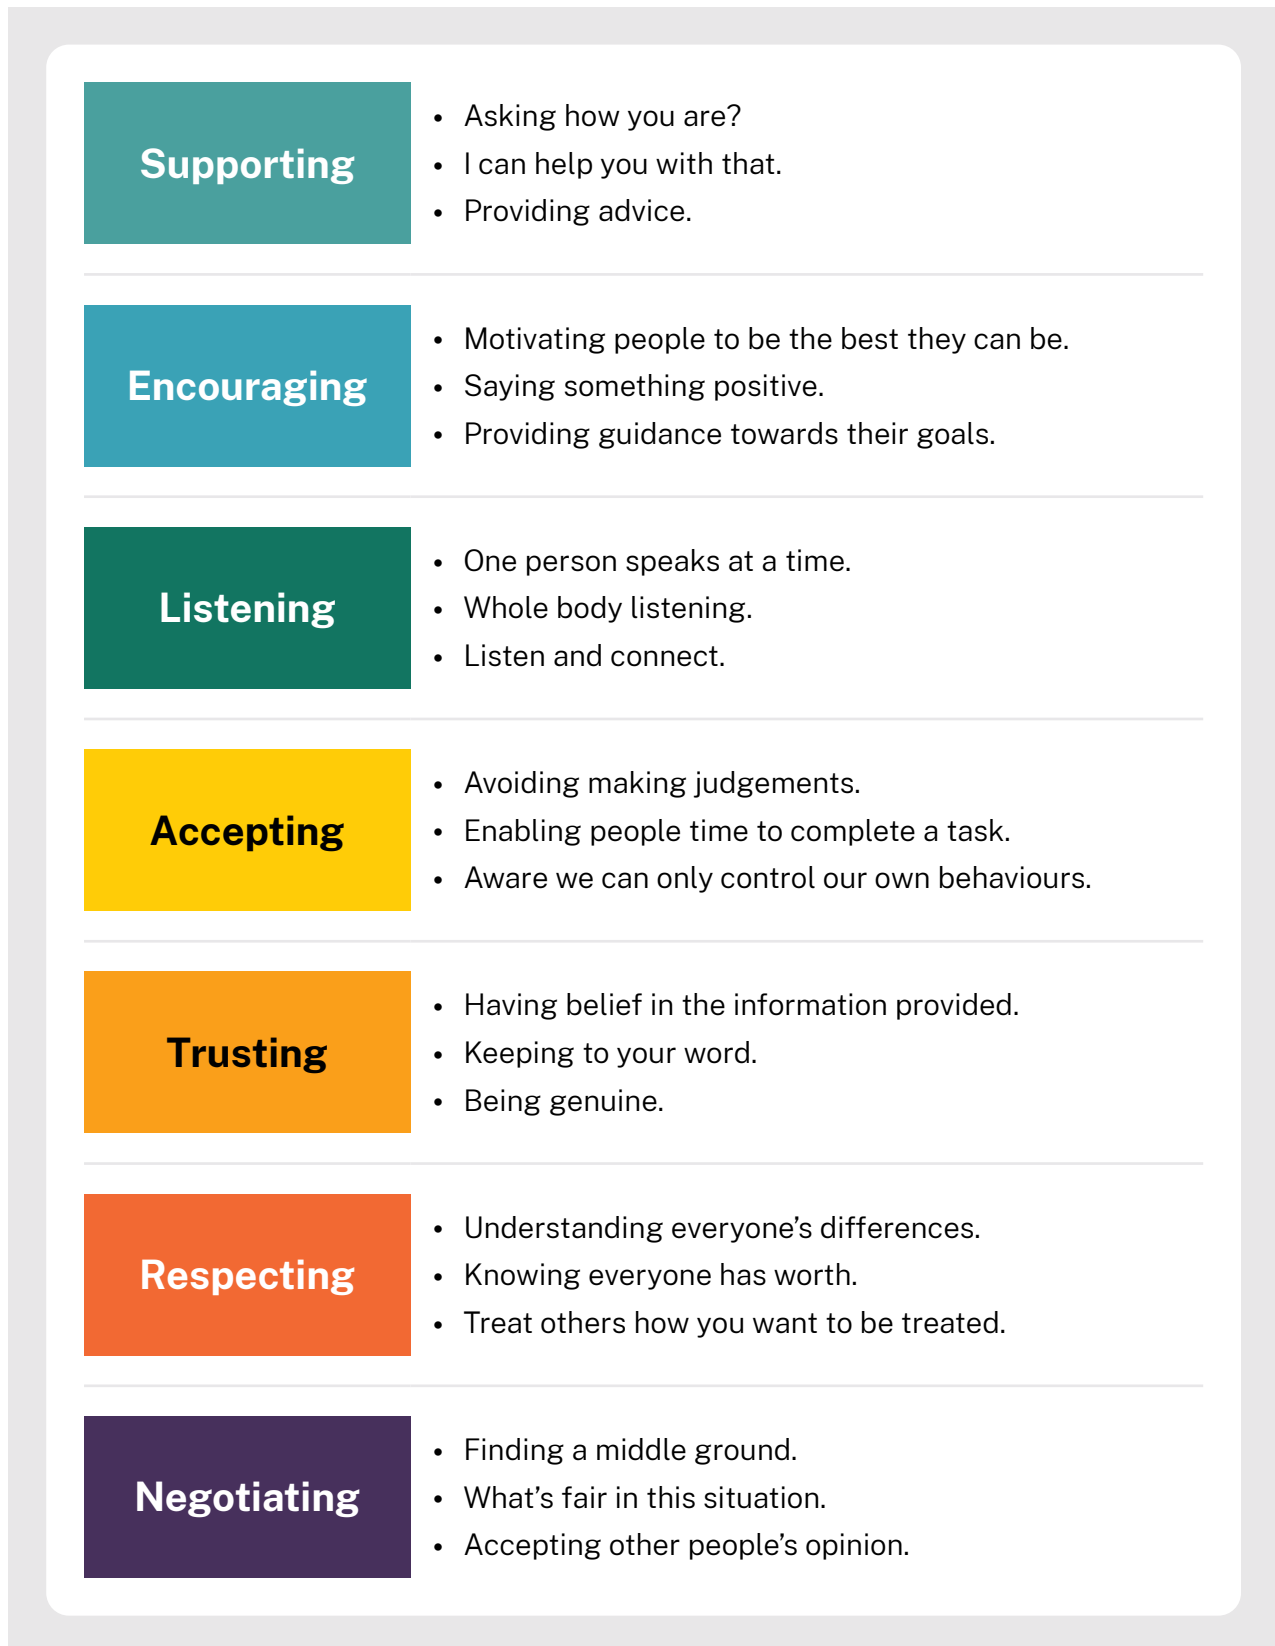 Supporting
• Asking how you are?
• I can help you with that.
• Providing advice.
Encouraging
• Motivating people to be the best they can be.
• Saying something positive.
• Providing guidance towards their goals.
Listening
• One person speaks at a time.
• Whole body listening.
• Listen and connect.
Accepting
• Avoiding making judgements.
• Enabling people time to complete a task.
• Aware we can only control our own behaviours.
Trusting
• Having belief in the information provided.
• Keeping to your word.
• Being genuine.
Respecting
• Understanding everyone’s differences.
• Knowing everyone has worth.
• Treat others how you want to be treated.
Negotiating
• Finding a middle ground.
• What’s fair in this situation.
• Accepting other people’s opinion.